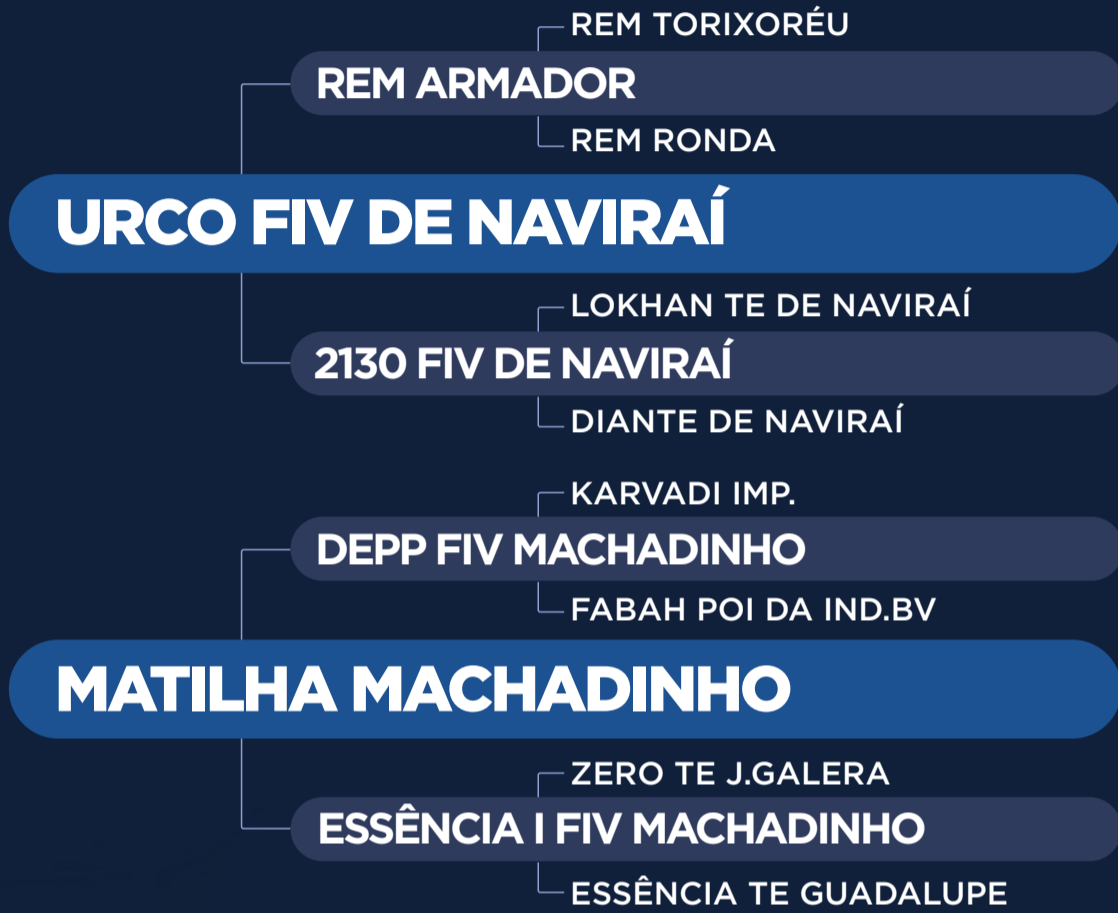 REM TORIXORÉU
REM ARMADOR
REM RONDA
URCO FIV DE NAVIRAÍ
LOKHAN TE DE NAVIRAÍ
2130 FIV DE NAVIRAÍ
DIANTE DE NAVIRAÍ
KARVADI IMP.
DEPP FIV MACHADINHO
FABAH POI DA IND.BV
MATILHA MACHADINHO
ZERO TE J.GALERA
ESSÊNCIA I FIV MACHADINHO
ESSÊNCIA TE GUADALUPE